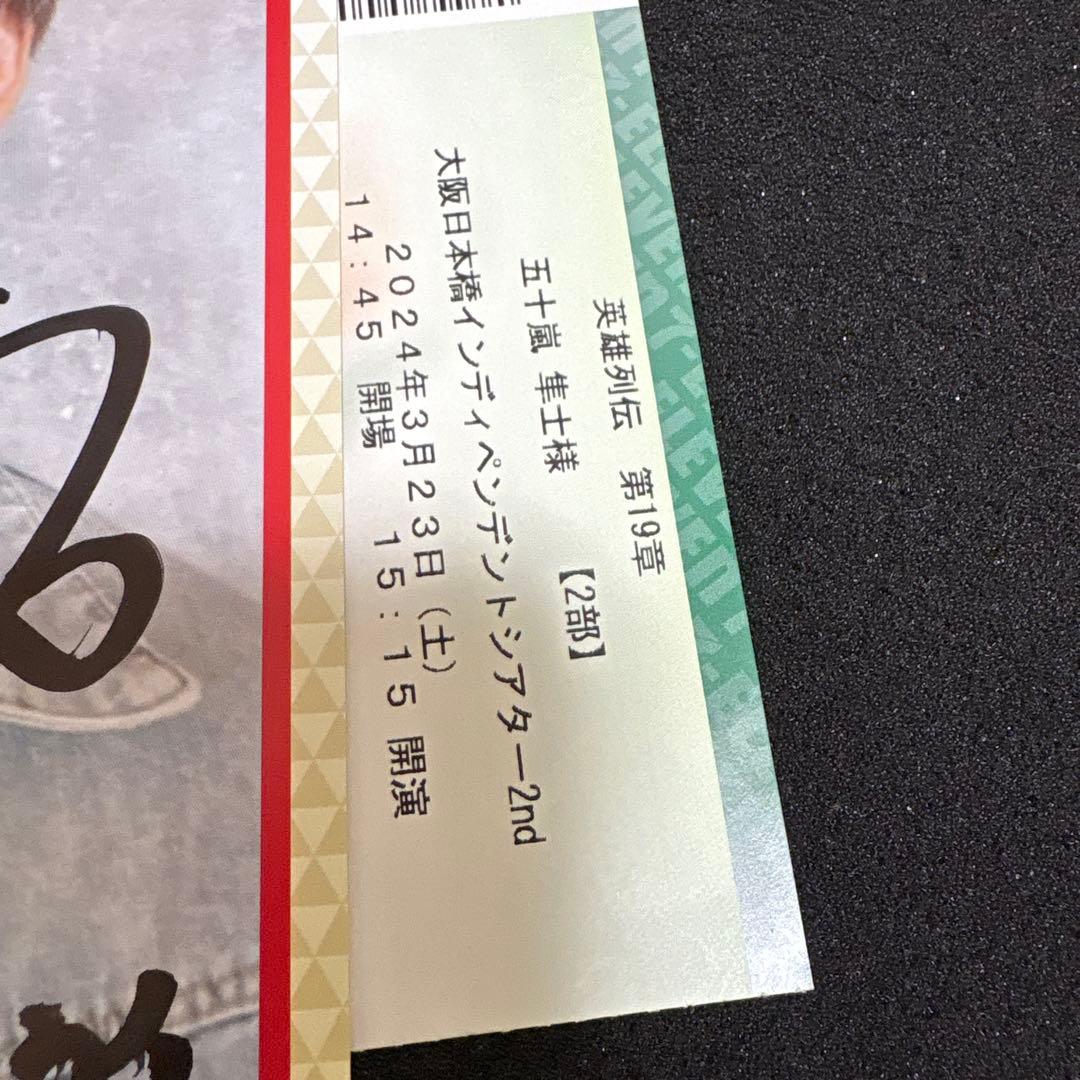 英雄列伝　第19章
五十嵐 隼士様　【2部】
大阪日本橋インディペンデントシアター2nd
2024年3月23日（土）
14：45 開場　15：15 開演